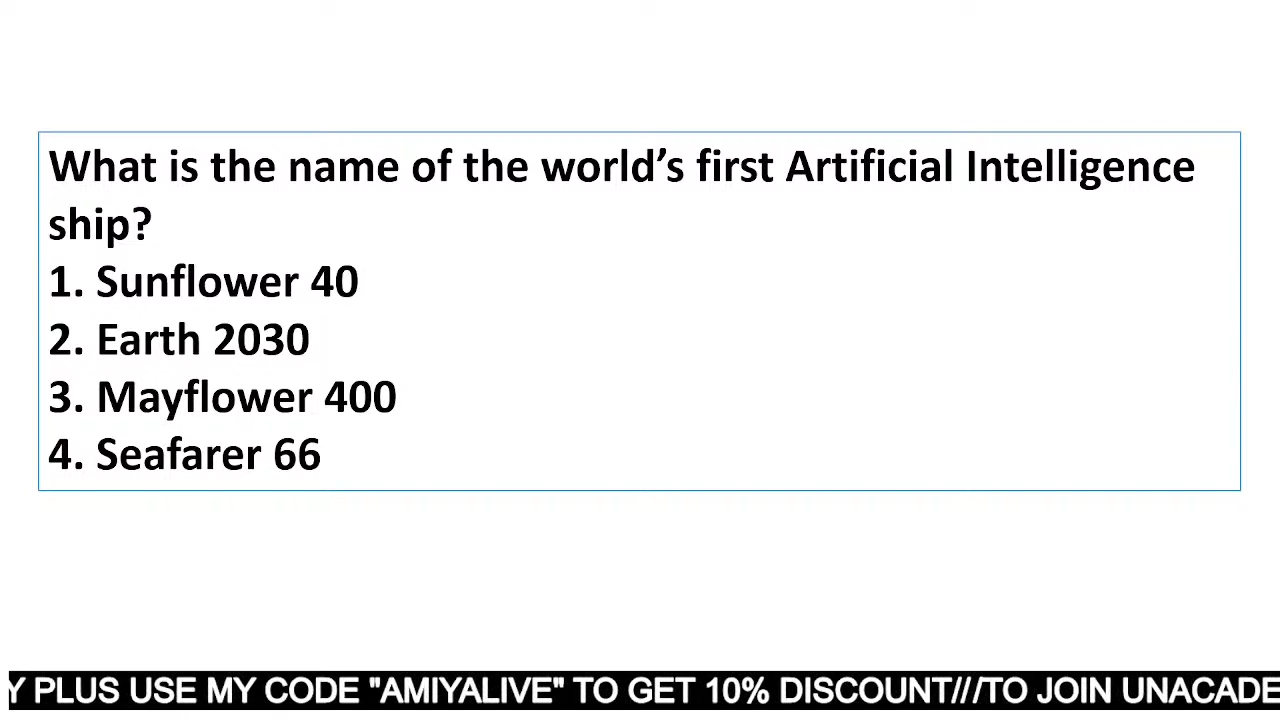 What is the name of the world’s first Artificial Intelligence
ship?
1. Sunflower 40
2. Earth 2030
3. Mayflower 400
4. Seafarer 66
Y PLUS USE MY CODE "AMIYALIVE" TO GET 10% DISCOUNT///TO JOIN UNACADE